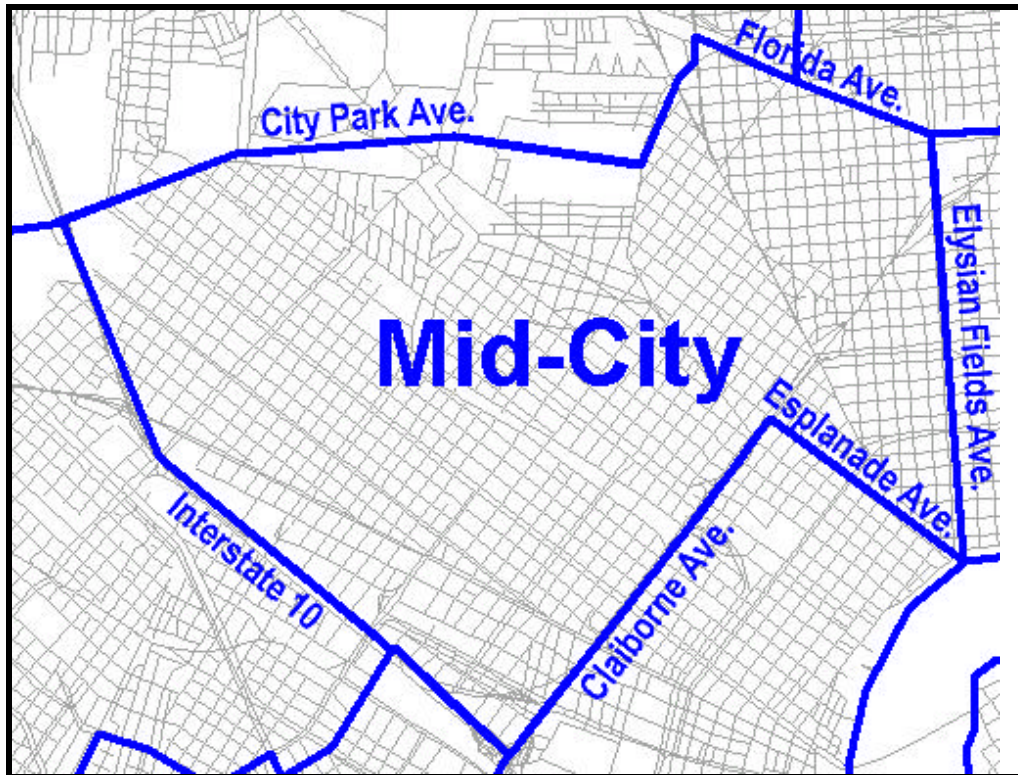 Florida Ave.
City Park Ave.
Elysian Fields Ave.
Mid-City
Esplanade Ave.
Interstate 10
Claiborne Ave.